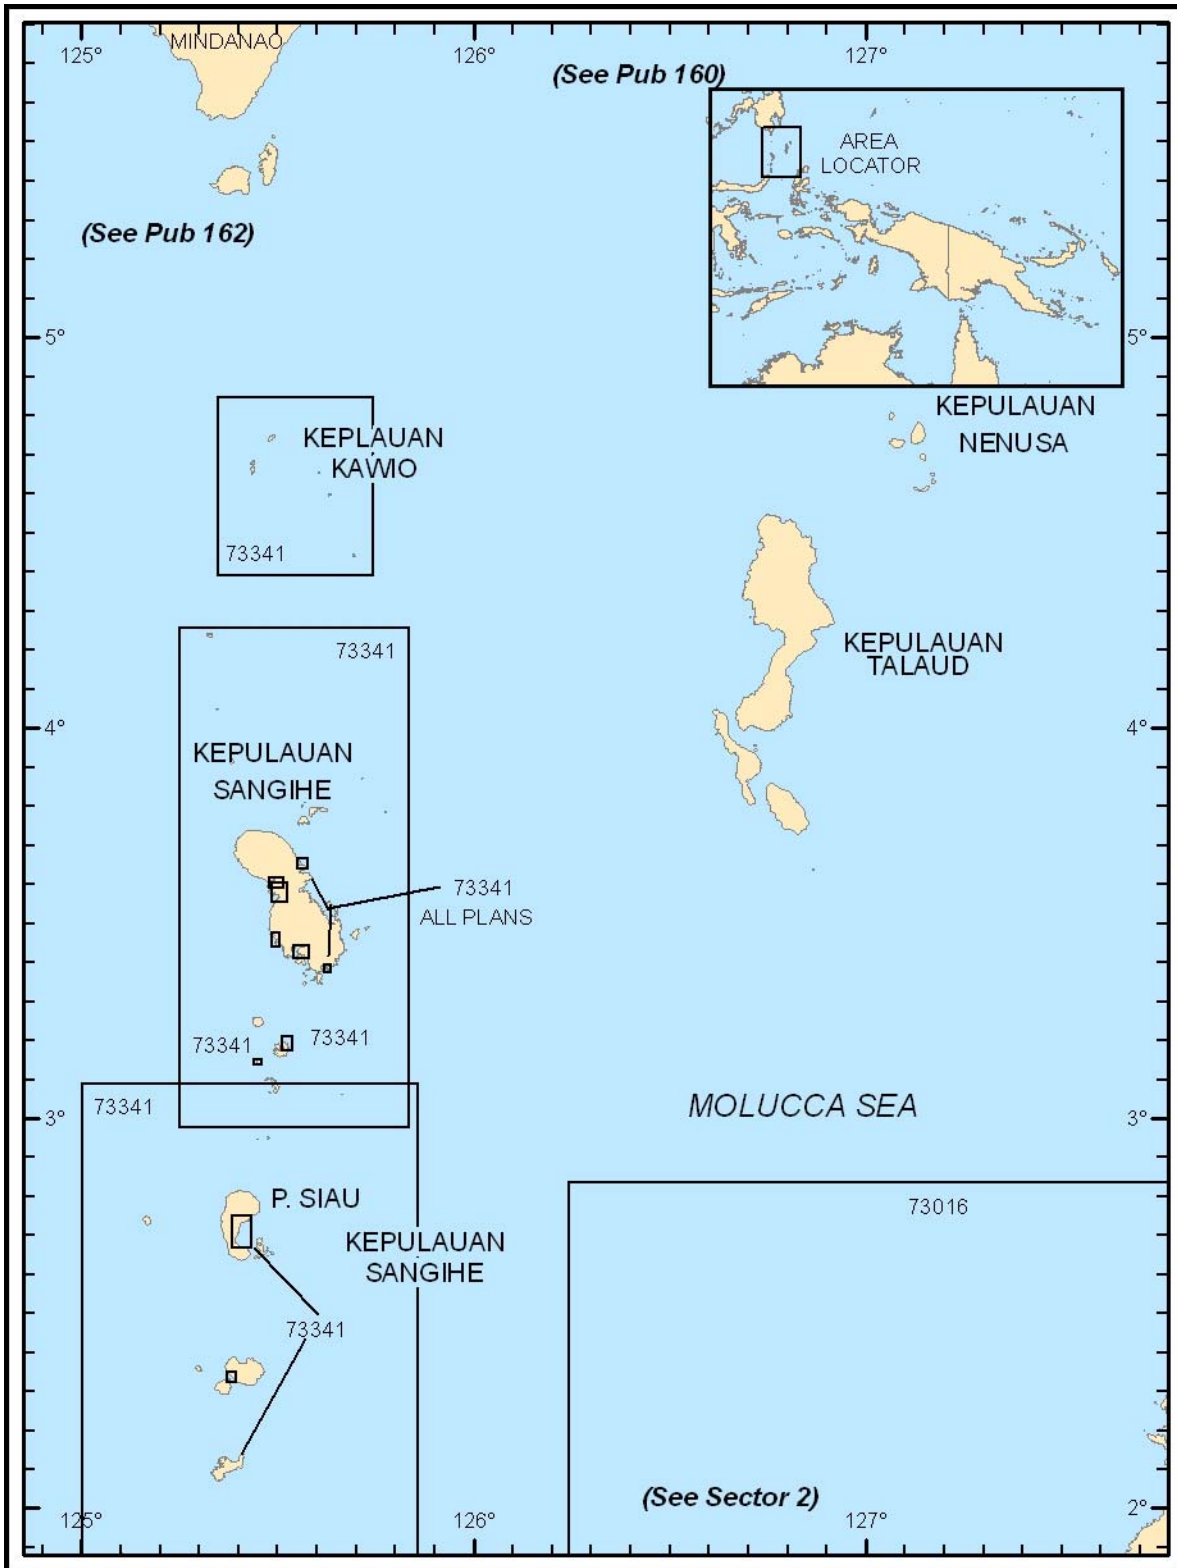 MINDANAO
125°
126°
127°
(See Pub 160)
AREA
LOCATOR
(See Pub 162)
5°
5°
KEPULAUAN
NENUSA
KEPLAUAN
KAWIO
73341
73341
KEPULAUAN
TALAUD
4°
4°
KEPULAUAN
SANGIHE
73341
ALL PLANS
73341
73341
73341
MOLUCCA SEA
3°
3°
P. SIAU
73016
KEPULAUAN
SANGIHE
73341
(See Sector 2)
125°
126°
127°
2°